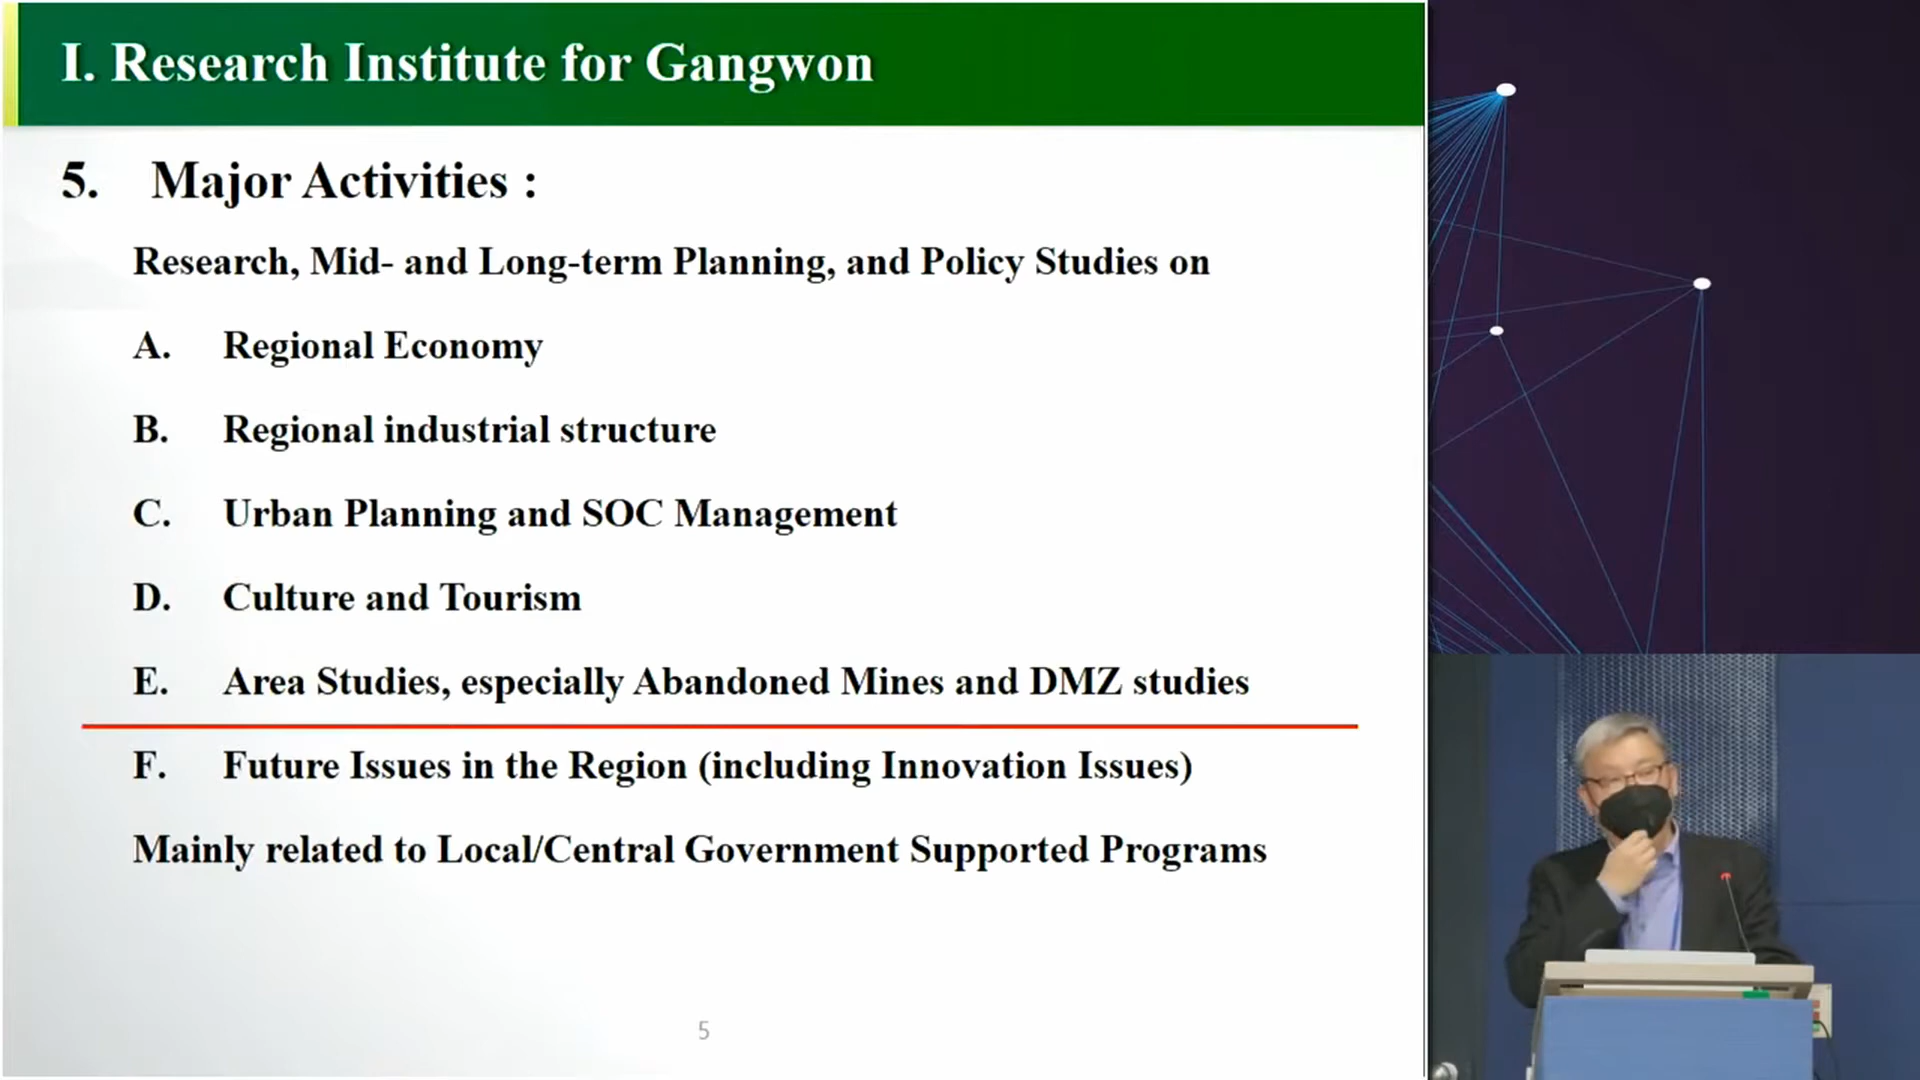 I. Research Institute for Gangwon
5. Major Activities :
Research, Mid- and Long-term Planning, and Policy Studies on
A. Regional Economy
B. Regional industrial structure
C. Urban Planning and SOC Management
D. Culture and Tourism
E. Area Studies, especially Abandoned Mines and DMZ studies
F. Future Issues in the Region (including Innovation Issues)
Mainly related to Local/Central Government Supported Programs
5